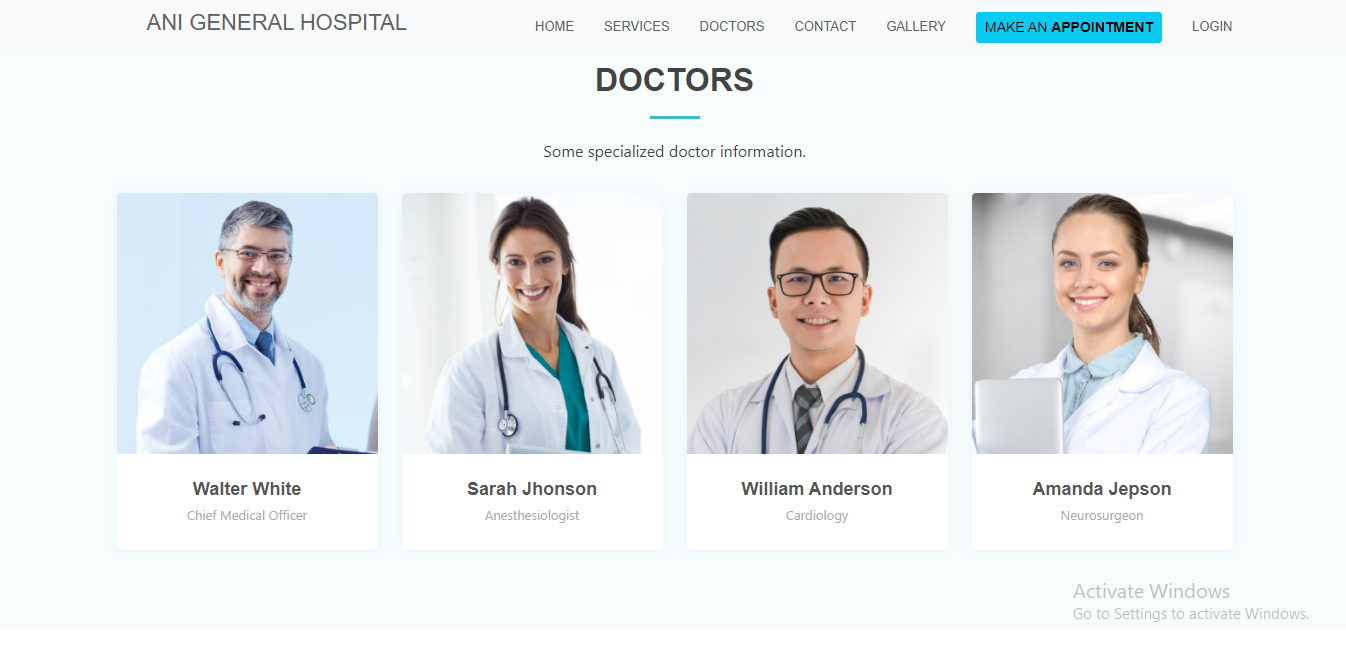 ANI GENERAL HOSPITAL
HOME SERVICES DOCTORS CONTACT GALLERY MAKE AN APPOINTMENT LOGIN
DOCTORS
Some specialized doctor information.
Walter White
Chief Medical Officer
Sarah Jhonson
Anesthesiologist
William Anderson
Cardiology
Amanda Jepson
Neurosurgeon
Activate Windows
Go to Settings to activate Windows.